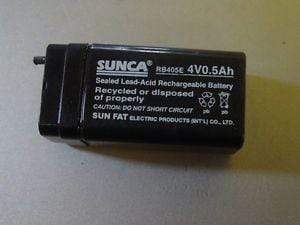 SUNCA®
RB405E 4V0.5Ah
Sealed Lead-Acid Rechargeable Battery
Recycled or disposed
of properly.
CAUTION: DO NOT SHORT CIRCUIT
SUN FAT ELECTRIC PRODUCTS (INT'L) CO., LTD.